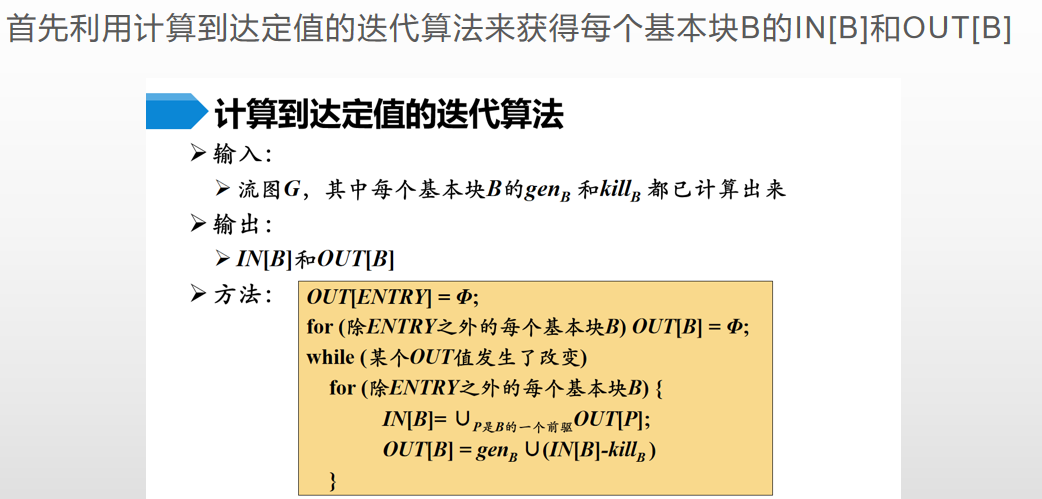 首先利用计算到达定值的迭代算法来获得每个基本块B的IN[B]和OUT[B]
计算到达定值的迭代算法
➢ 输入：
➢ 流图G，其中每个基本块B的genB 和killB 都已计算出来
➢ 输出：
➢ IN[B]和OUT[B]
➢ 方法：
OUT[ENTRY] = Φ;
for (除ENTRY之外的每个基本块B) OUT[B] = Φ;
while (某个OUT值发生了改变)
for (除ENTRY之外的每个基本块B) {
IN[B]= ∪P是B的一个前驱OUT[P];
OUT[B] = genB ∪(IN[B]-killB )
}